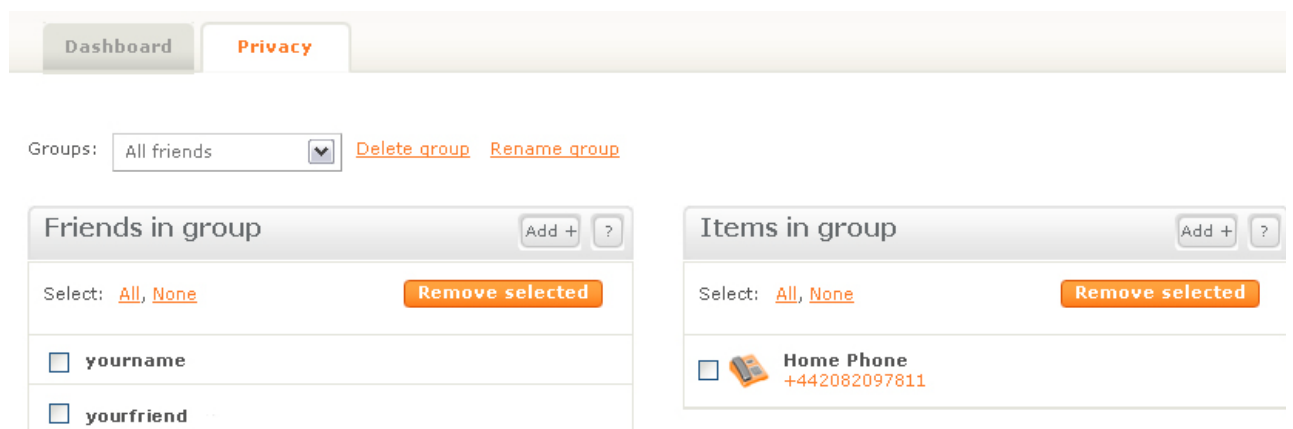 Dashboard Privacy
Groups: All friends Delete group Rename group
Friends in group Add + ?
Select: All, None Remove selected
yourname
yourfriend
Items in group Add + ?
Select: All, None Remove selected
Home Phone
+442082097811